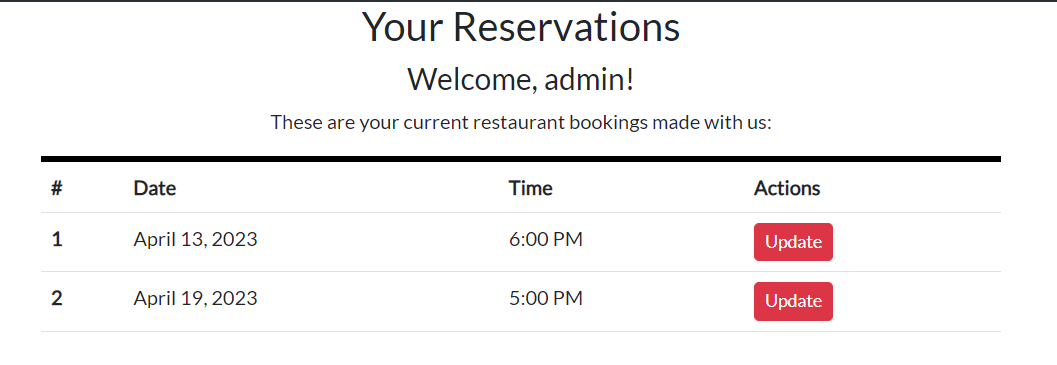 Your Reservations
Welcome, admin!
These are your current restaurant bookings made with us:
# Date Time Actions
1 April 13, 2023 6:00 PM Update
2 April 19, 2023 5:00 PM Update